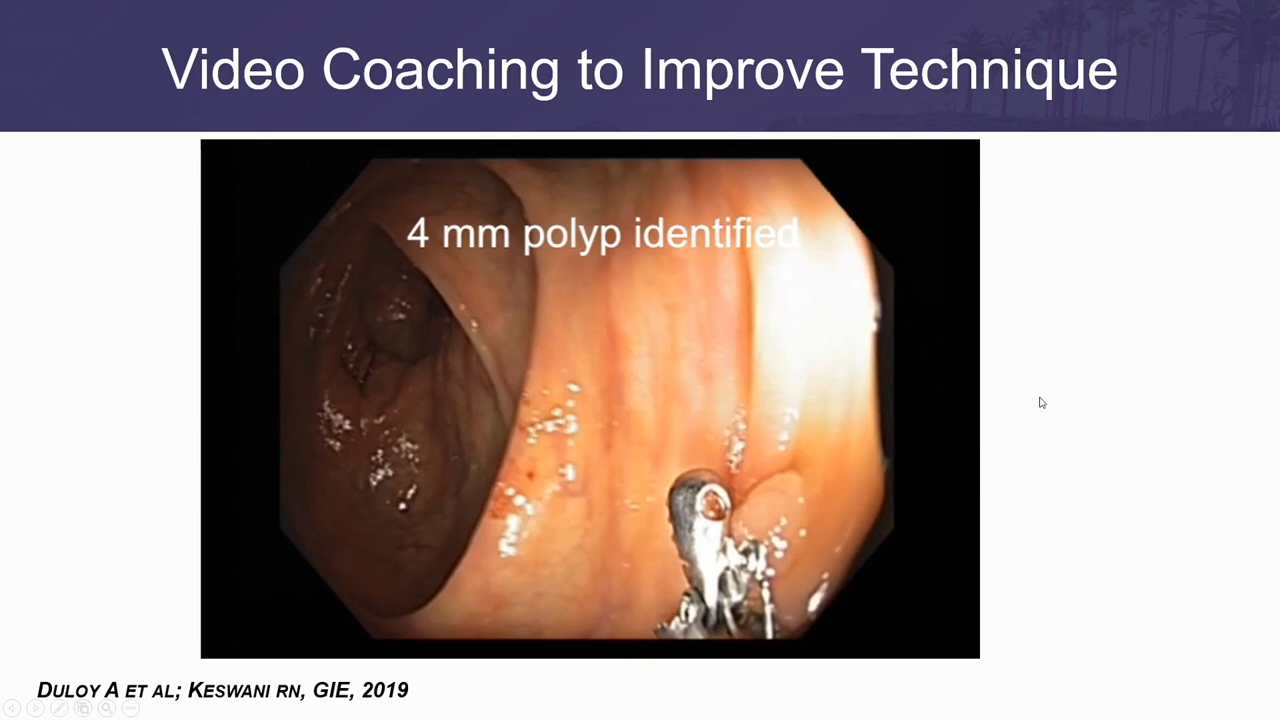 Video Coaching to Improve Technique
4 mm polyp identified
DULOY A ET AL; KESWANI RN, GIE, 2019